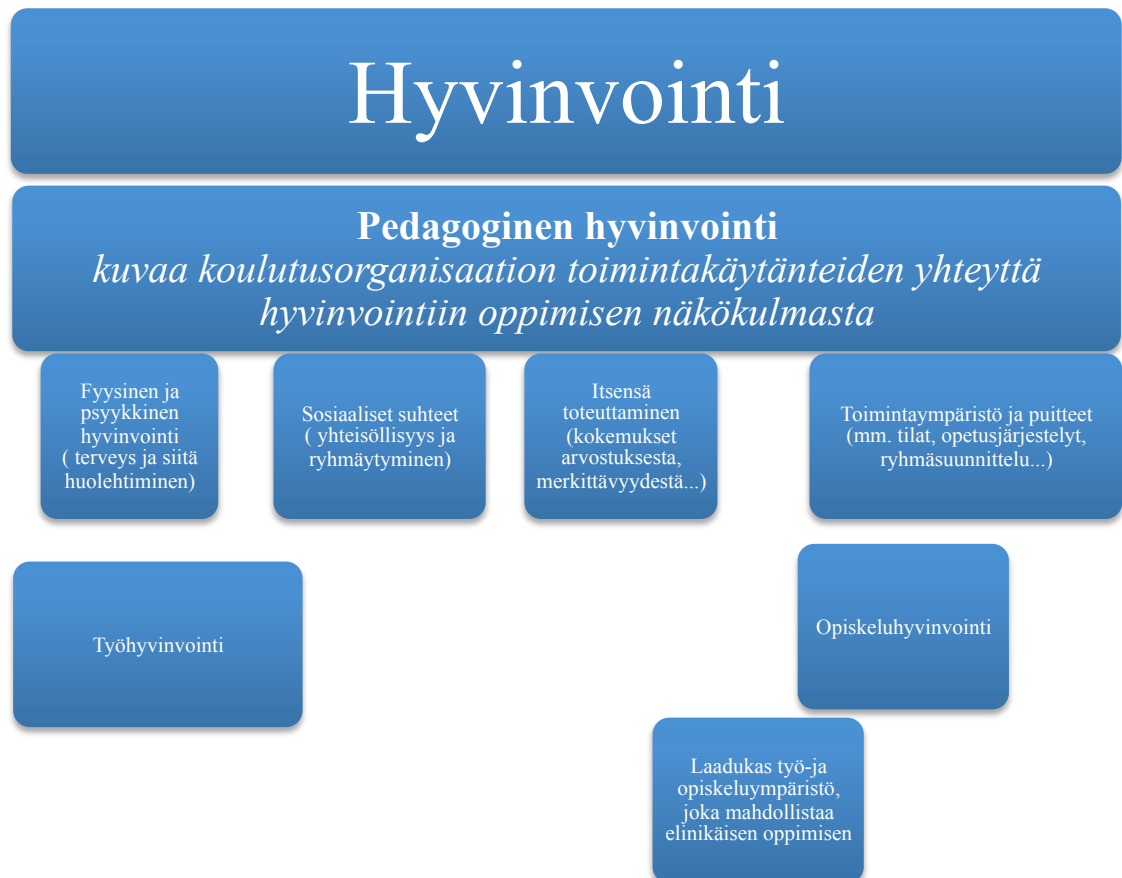 Hyvinvointi
Pedagoginen hyvinvointi
kuvaa koulutusorganisaation toimintakäytänteiden yhteyttä
hyvinvointiin oppimisen näkökulmasta
Fyysinen ja
psyykkinen
hyvinvointi
( terveys ja siitä
huolehtiminen)
Sosiaaliset suhteet
( yhteisöllisyys ja
ryhmäytyminen)
Itsensä
toteuttaminen
(kokemukset
arvostuksesta,
merkittävyydestä...)
Toimintaympäristö ja puitteet
(mm. tilat, opetusjärjestelyt,
ryhmäsuunnittelu...)
Työhyvinvointi
Opiskeluhyvinvointi
Laadukas työ-ja
opiskeluympäristö,
joka mahdollistaa
elinikäisen oppimisen